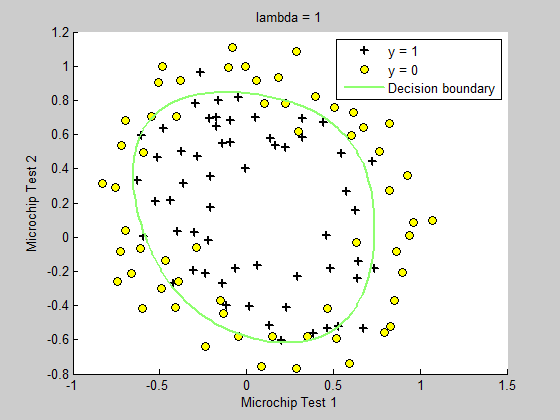 lambda = 1
y = 1
y = 0
Decision boundary
Microchip Test 2
1.2
1
0.8
0.6
0.4
0.2
0
-0.2
-0.4
-0.6
-0.8
-1 -0.5 0 0.5 1 1.5
Microchip Test 1